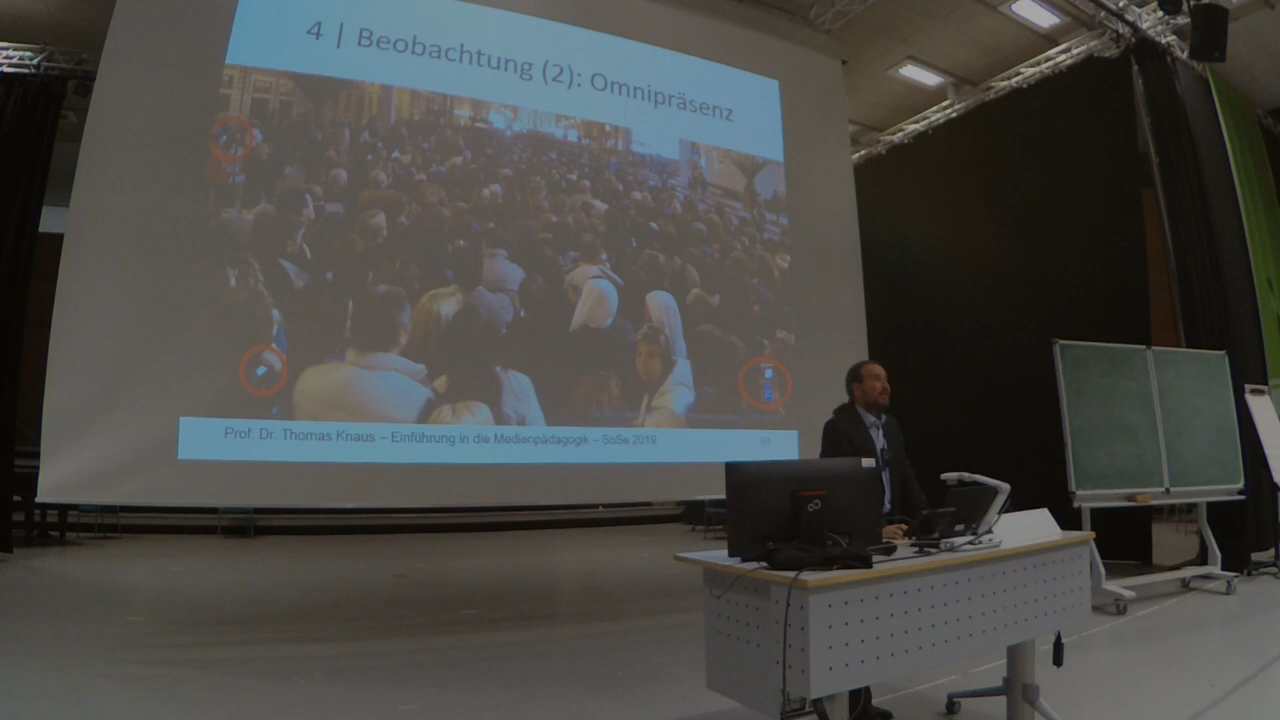 4 | Beobachtung (2): Omnipräsenz
Prof. Dr. Thomas Knaus – Einführung in die Medienpädagogik – SoSe 2019